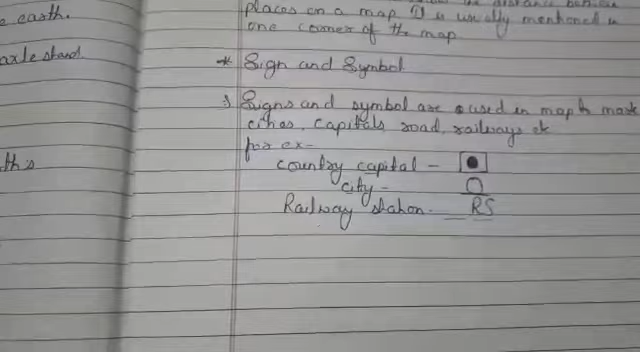 e earth.
axle stand
this
places on a map. It is usually mentioned in
one corner of the map
* Sign and Symbol
Signs and symbol are used in map to mark
cities, capitals, road, railways etc
for ex-
country capital -
city -
Railway station - RS